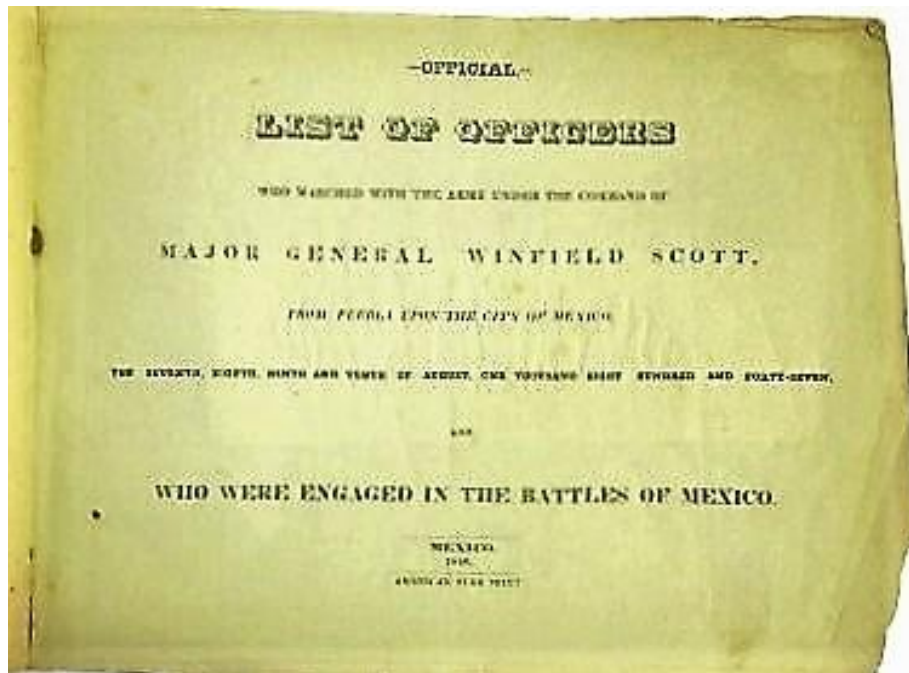 —OFFICIAL.—
LIST OF OFFICERS
WHO MARCHED WITH THE ARMY UNDER THE COMMAND OF
MAJOR GENERAL WINFIELD SCOTT,
FROM PUEBLA UPON THE CITY OF MEXICO
THE SEVENTH, EIGHTH, NINTH AND TENTH OF AUGUST, ONE THOUSAND EIGHT HUNDRED AND FORTY-SEVEN,
AND
WHO WERE ENGAGED IN THE BATTLES OF MEXICO.
MEXICO.
1848.
AMERICAN STAR PRINT